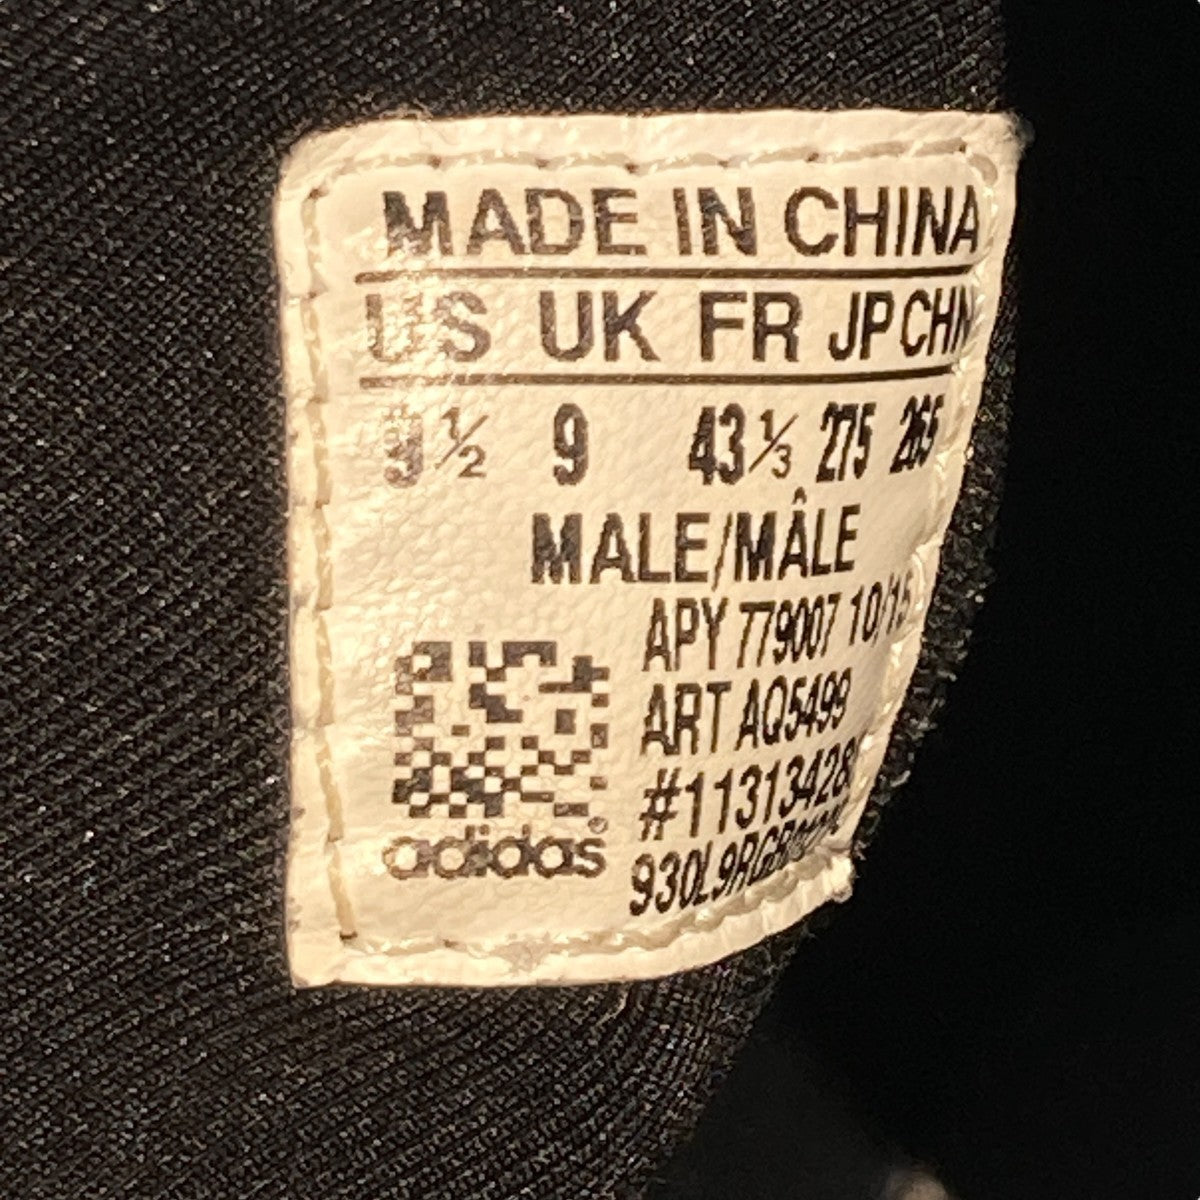 MADE IN CHINA
US UK FR JP CHN
9½ 9 43⅓ 275 265
MALE/MÂLE
APY 779007 10/15
ART AQ5499
adidas®